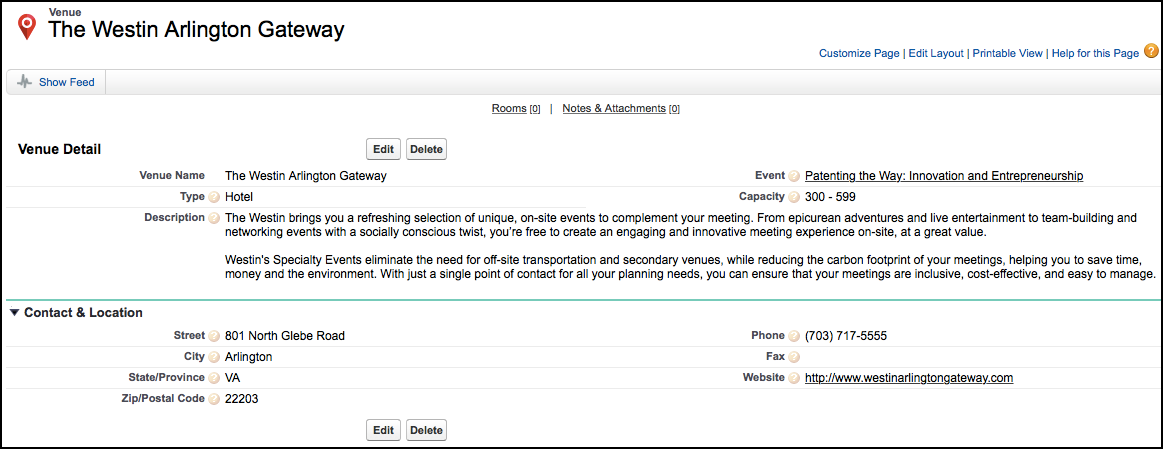 Venue
The Westin Arlington Gateway
Customize Page | Edit Layout | Printable View | Help for this Page ?
Show Feed
Rooms [0] | Notes & Attachments [0]
Venue Detail Edit Delete
Venue Name The Westin Arlington Gateway Event ? Patenting the Way: Innovation and Entrepreneurship
Type ? Hotel Capacity ? 300 - 599
Description ? The Westin brings you a refreshing selection of unique, on-site events to complement your meeting. From epicurean adventures and live entertainment to team-building and
networking events with a socially conscious twist, you're free to create an engaging and innovative meeting experience on-site, at a great value.
Westin's Specialty Events eliminate the need for off-site transportation and secondary venues, while reducing the carbon footprint of your meetings, helping you to save time,
money and the environment. With just a single point of contact for all your planning needs, you can ensure that your meetings are inclusive, cost-effective, and easy to manage.
Contact & Location
Street ? 801 North Glebe Road Phone ? (703) 717-5555
City ? Arlington Fax ?
State/Province ? VA Website ? http://www.westinarlingtongateway.com
Zip/Postal Code ? 22203
Edit Delete